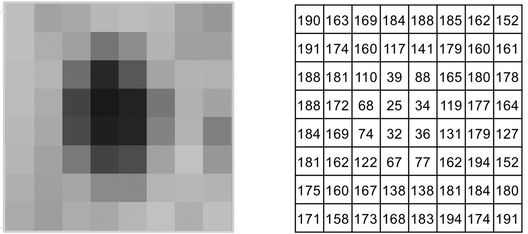 190 163 169 184 188 185 162 152
191 174 160 117 141 179 160 161
188 181 110 39 88 165 180 178
188 172 68 25 34 119 177 164
184 169 74 32 36 131 179 127
181 162 122 67 77 162 194 152
175 160 167 138 138 181 184 180
171 158 173 168 183 194 174 191